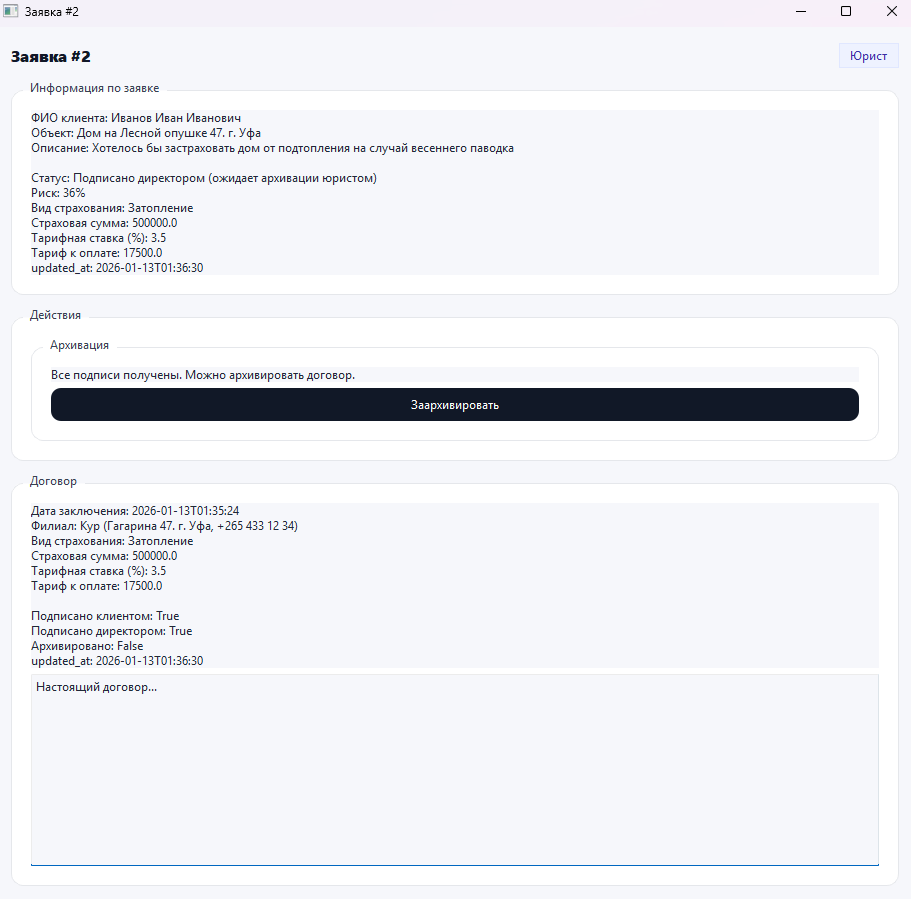 Заявка #2
Заявка #2
Юрист
Информация по заявке
ФИО клиента: Иванов Иван Иванович
Объект: Дом на Лесной опушке 47. г. Уфа
Описание: Хотелось бы застраховать дом от подтопления на случай весеннего паводка
Статус: Подписано директором (ожидает архивации юристом)
Риск: 36%
Вид страхования: Затопление
Страховая сумма: 500000.0
Тарифная ставка (%): 3.5
Тариф к оплате: 17500.0
updated_at: 2026-01-13T01:36:30
Действия
Архивация
Все подписи получены. Можно архивировать договор.
Заархивировать
Договор
Дата заключения: 2026-01-13T01:35:24
Филиал: Кур (Гагарина 47. г. Уфа, +265 433 12 34)
Вид страхования: Затопление
Страховая сумма: 500000.0
Тарифная ставка (%): 3.5
Тариф к оплате: 17500.0
Подписано клиентом: True
Подписано директором: True
Архивировано: False
updated_at: 2026-01-13T01:36:30
Настоящий договор...